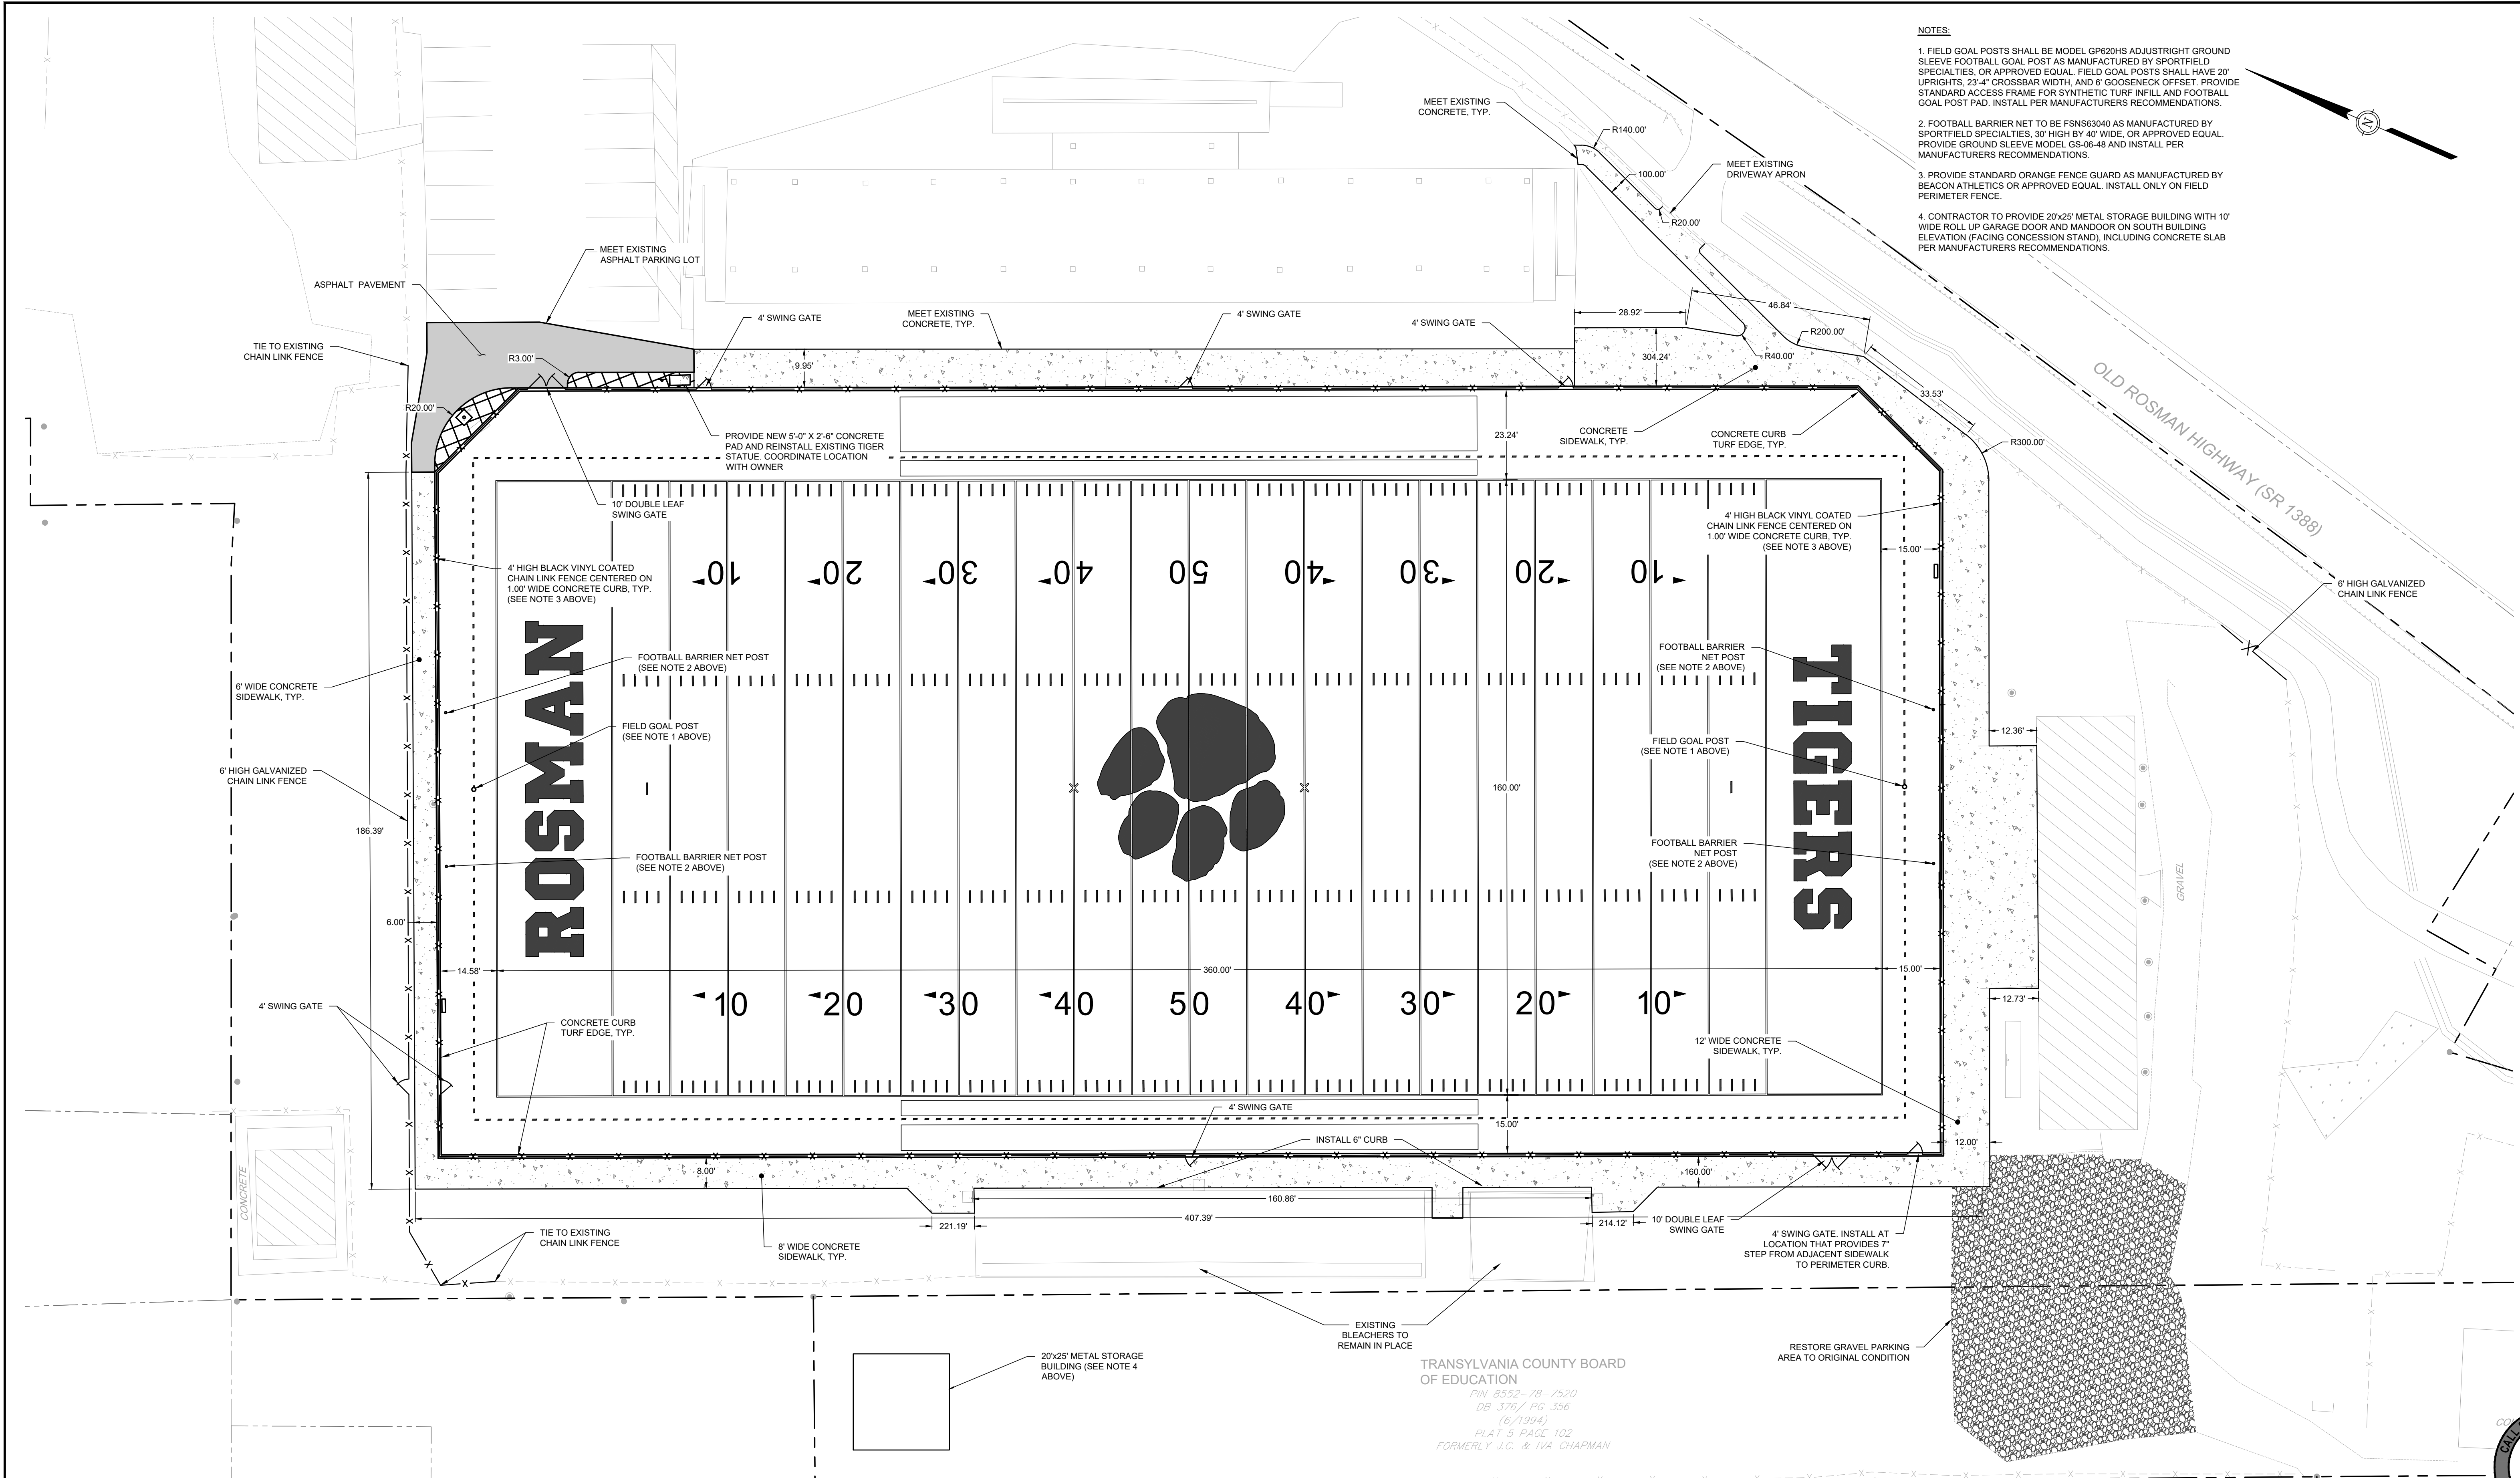 NOTES:
1. FIELD GOAL POSTS SHALL BE MODEL GP620HS ADJUSTRIGHT GROUND
SLEEVE FOOTBALL GOAL POST AS MANUFACTURED BY SPORTFIELD
SPECIALTIES, OR APPROVED EQUAL. FIELD GOAL POSTS SHALL HAVE 20'
UPRIGHTS, 23'-4" CROSSBAR WIDTH, AND 6' GOOSENECK OFFSET. PROVIDE
STANDARD ACCESS FRAME FOR SYNTHETIC TURF INFILL AND FOOTBALL
GOAL POST PAD. INSTALL PER MANUFACTURERS RECOMMENDATIONS.
2. FOOTBALL BARRIER NET TO BE FSNS63040 AS MANUFACTURED BY
SPORTFIELD SPECIALTIES, 30' HIGH BY 40' WIDE, OR APPROVED EQUAL.
PROVIDE GROUND SLEEVE MODEL GS-06-48 AND INSTALL PER
MANUFACTURERS RECOMMENDATIONS.
3. PROVIDE STANDARD ORANGE FENCE GUARD AS MANUFACTURED BY
BEACON ATHLETICS OR APPROVED EQUAL. INSTALL ONLY ON FIELD
PERIMETER FENCE.
4. CONTRACTOR TO PROVIDE 20'x25' METAL STORAGE BUILDING WITH 10'
WIDE ROLL UP GARAGE DOOR AND MANDOOR ON SOUTH BUILDING
ELEVATION (FACING CONCESSION STAND), INCLUDING CONCRETE SLAB
PER MANUFACTURERS RECOMMENDATIONS.
N
MEET EXISTING
CONCRETE, TYP.
R140.00'
MEET EXISTING
DRIVEWAY APRON
100.00'
R20.00'
MEET EXISTING
ASPHALT PARKING LOT
ASPHALT PAVEMENT
TIE TO EXISTING
CHAIN LINK FENCE
R3.00'
R20.00'
4' SWING GATE
MEET EXISTING
CONCRETE, TYP.
4' SWING GATE
4' SWING GATE
9.95'
28.92'
46.84'
304.24'
R40.00'
R200.00'
33.53'
R300.00'
OLD ROSMAN HIGHWAY (SR 1388)
PROVIDE NEW 5'-0" X 2'-6" CONCRETE
PAD AND REINSTALL EXISTING TIGER
STATUE. COORDINATE LOCATION
WITH OWNER
10' DOUBLE LEAF
SWING GATE
23.24'
CONCRETE
SIDEWALK, TYP.
CONCRETE CURB
TURF EDGE, TYP.
4' HIGH BLACK VINYL COATED
CHAIN LINK FENCE CENTERED ON
1.00' WIDE CONCRETE CURB, TYP.
(SEE NOTE 3 ABOVE)
15.00'
4' HIGH BLACK VINYL COATED
CHAIN LINK FENCE CENTERED ON
1.00' WIDE CONCRETE CURB, TYP.
(SEE NOTE 3 ABOVE)
6' HIGH GALVANIZED
CHAIN LINK FENCE
10 20 30 40 50 40 30 20 10
ROSMAN
TIGERS
FOOTBALL BARRIER NET POST
(SEE NOTE 2 ABOVE)
FOOTBALL BARRIER
NET POST
(SEE NOTE 2 ABOVE)
6' WIDE CONCRETE
SIDEWALK, TYP.
FIELD GOAL POST
(SEE NOTE 1 ABOVE)
FIELD GOAL POST
(SEE NOTE 1 ABOVE)
12.36'
6' HIGH GALVANIZED
CHAIN LINK FENCE
160.00'
186.39'
FOOTBALL BARRIER NET POST
(SEE NOTE 2 ABOVE)
FOOTBALL BARRIER
NET POST
(SEE NOTE 2 ABOVE)
GRAVEL
6.00'
14.58'
360.00'
15.00'
10 20 30 40 50 40 30 20 10
12.73'
4' SWING GATE
CONCRETE CURB
TURF EDGE, TYP.
12' WIDE CONCRETE
SIDEWALK, TYP.
4' SWING GATE
15.00'
INSTALL 6" CURB
12.00'
8.00'
160.00'
CONCRETE
160.86'
407.39'
221.19'
214.12'
10' DOUBLE LEAF
SWING GATE
TIE TO EXISTING
CHAIN LINK FENCE
8' WIDE CONCRETE
SIDEWALK, TYP.
4' SWING GATE. INSTALL AT
LOCATION THAT PROVIDES 7"
STEP FROM ADJACENT SIDEWALK
TO PERIMETER CURB.
EXISTING
BLEACHERS TO
REMAIN IN PLACE
RESTORE GRAVEL PARKING
AREA TO ORIGINAL CONDITION
20'x25' METAL STORAGE
BUILDING (SEE NOTE 4
ABOVE)
TRANSYLVANIA COUNTY BOARD
OF EDUCATION
PIN 8552-78-7520
DB 376/ PG 356
(6/1994)
PLAT 5 PAGE 102
FORMERLY J.C. & IVA CHAPMAN
CALL